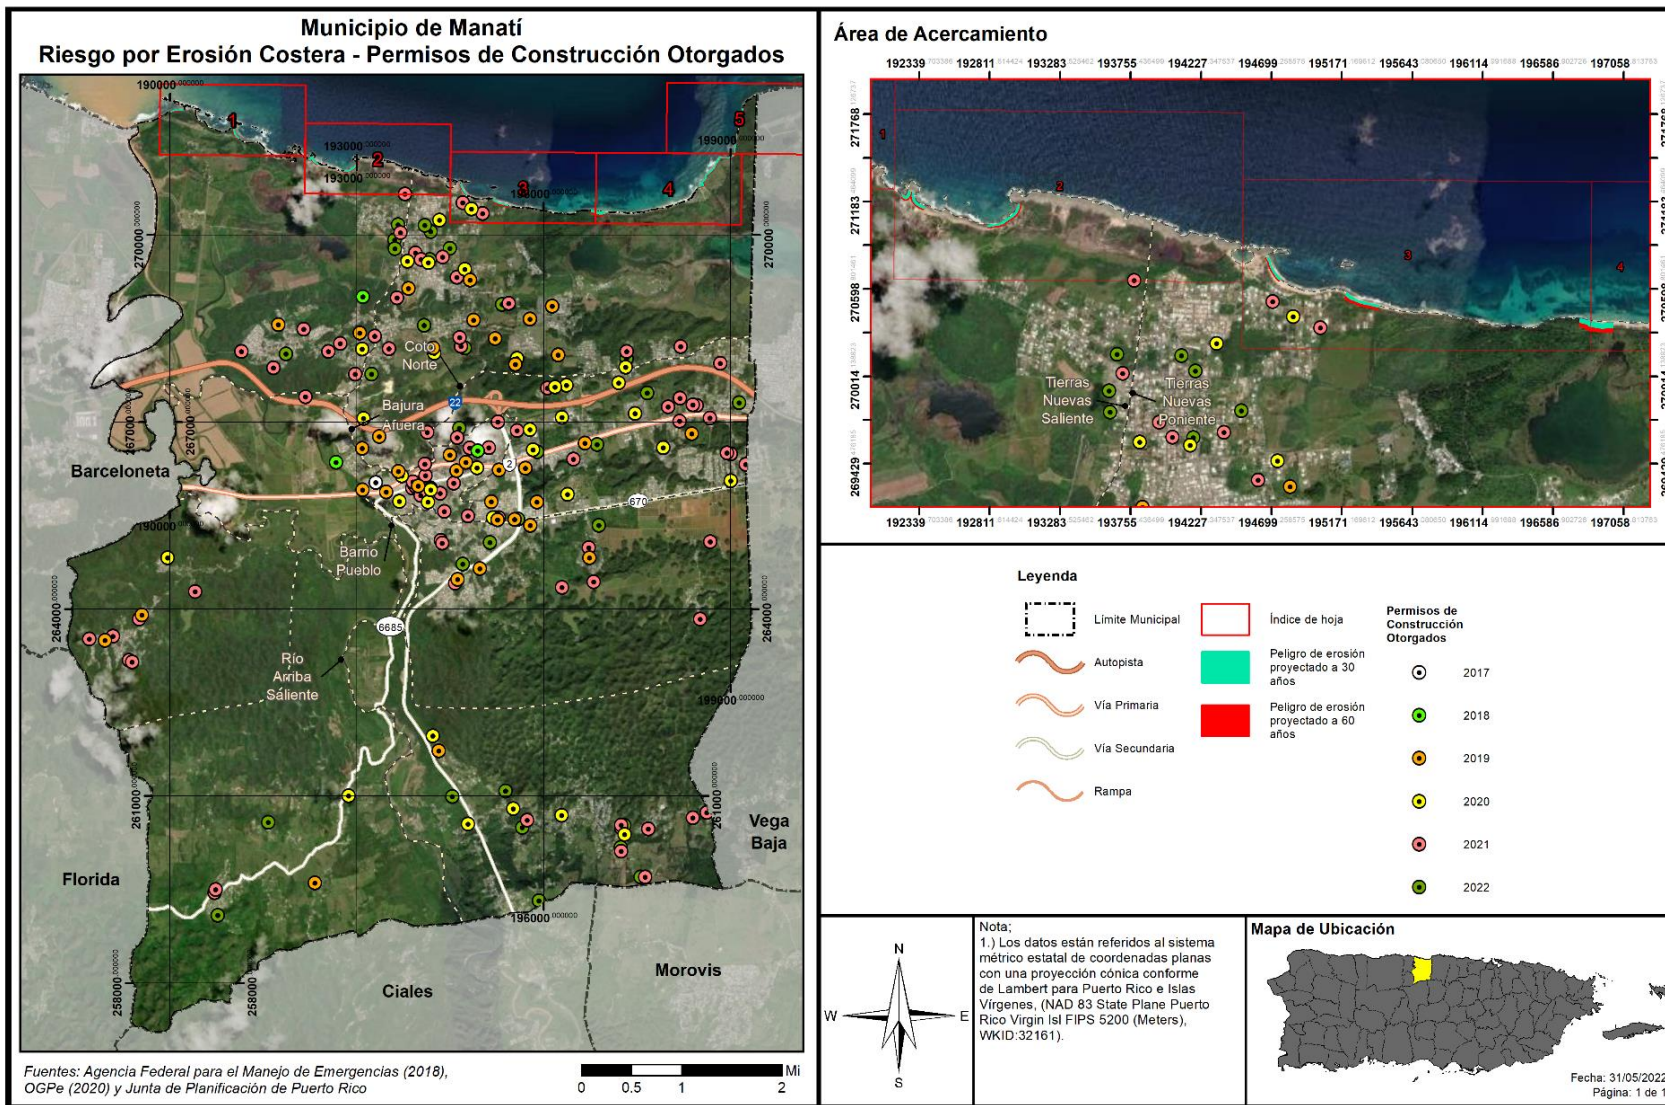 Municipio de Manatí
Riesgo por Erosión Costera - Permisos de Construcción Otorgados
190000
1
2
3
4
5
193000
193000
196000
199000
270000
270000
267000
267000
190000
264000
264000
199000
261000
261000
258000
258000
196000
Coto
Norte
22
Bajura
Afuera
Barceloneta
2
670
Barrio
Pueblo
6685
Río
Arriba
Saliente
Vega
Baja
Florida
Ciales
Morovis
Fuentes: Agencia Federal para el Manejo de Emergencias (2018),
OGPe (2020) y Junta de Planificación de Puerto Rico
Mi
0 0.5 1 2
Área de Acercamiento
192339 192811 193283 193755 194227 194699 195171 195643 196114 196586 197058
271768
271183
270598
270014
269429
271768
271183
270598
270014
269429
1
2
3
4
Tierras
Nuevas
Saliente
Tierras
Nuevas
Poniente
192339 192811 193283 193755 194227 194699 195171 195643 196114 196586 197058
Leyenda
Límite Municipal
Autopista
Vía Primaria
Vía Secundaria
Rampa
Índice de hoja
Peligro de erosión
proyectado a 30
años
Peligro de erosión
proyectado a 60
años
Permisos de
Construcción
Otorgados
2017
2018
2019
2020
2021
2022
N
W E
S
Nota;
1.) Los datos están referidos al sistema
métrico estatal de coordenadas planas
con una proyección cónica conforme
de Lambert para Puerto Rico e Islas
Vírgenes, (NAD 83 State Plane Puerto
Rico Virgin Isl FIPS 5200 (Meters),
WKID:32161).
Mapa de Ubicación
Fecha: 31/05/2022
Página: 1 de 1